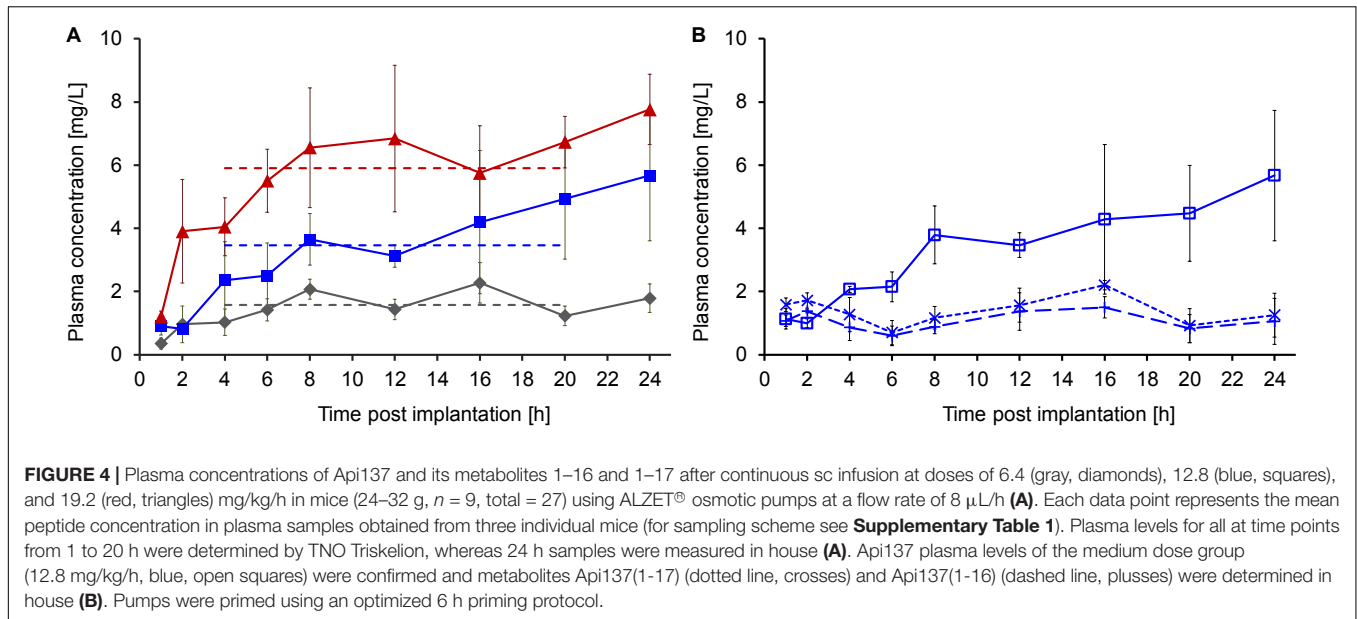 A
B
10
8
6
4
2
0
Plasma concentration [mg/L]
0 2 4 6 8 10 12 14 16 18 20 22 24
Time post implantation [h]
10
8
6
4
2
0
Plasma concentration [mg/L]
0 2 4 6 8 10 12 14 16 18 20 22 24
Time post implantation [h]
FIGURE 4 | Plasma concentrations of Api137 and its metabolites 1–16 and 1–17 after continuous sc infusion at doses of 6.4 (gray, diamonds), 12.8 (blue, squares),
and 19.2 (red, triangles) mg/kg/h in mice (24–32 g, n = 9, total = 27) using ALZET® osmotic pumps at a flow rate of 8 μL/h (A). Each data point represents the mean
peptide concentration in plasma samples obtained from three individual mice (for sampling scheme see Supplementary Table 1). Plasma levels for all at time points
from 1 to 20 h were determined by TNO Triskelion, whereas 24 h samples were measured in house (A). Api137 plasma levels of the medium dose group
(12.8 mg/kg/h, blue, open squares) were confirmed and metabolites Api137(1-17) (dotted line, crosses) and Api137(1-16) (dashed line, plusses) were determined in
house (B). Pumps were primed using an optimized 6 h priming protocol.